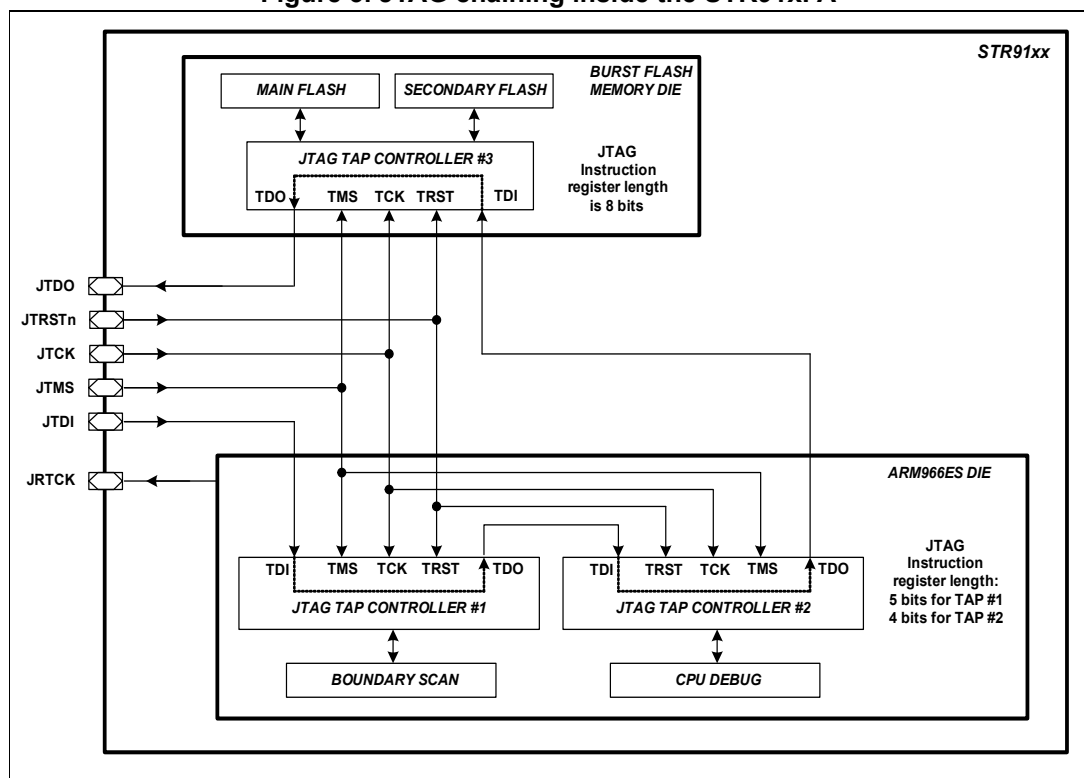 Figure 3. JTAG chaining inside the STR91xFA
STR91xx
BURST FLASH
MEMORY DIE
MAIN FLASH
SECONDARY FLASH
JTAG TAP CONTROLLER #3
TDO TMS TCK TRST TDI
JTAG
Instruction
register length
is 8 bits
JTDO
JTRSTn
JTCK
JTMS
JTDI
JRTCK
ARM966ES DIE
TDI TMS TCK TRST TDO
JTAG TAP CONTROLLER #1
TDI TRST TCK TMS TDO
JTAG TAP CONTROLLER #2
JTAG
Instruction
register length:
5 bits for TAP #1
4 bits for TAP #2
BOUNDARY SCAN
CPU DEBUG